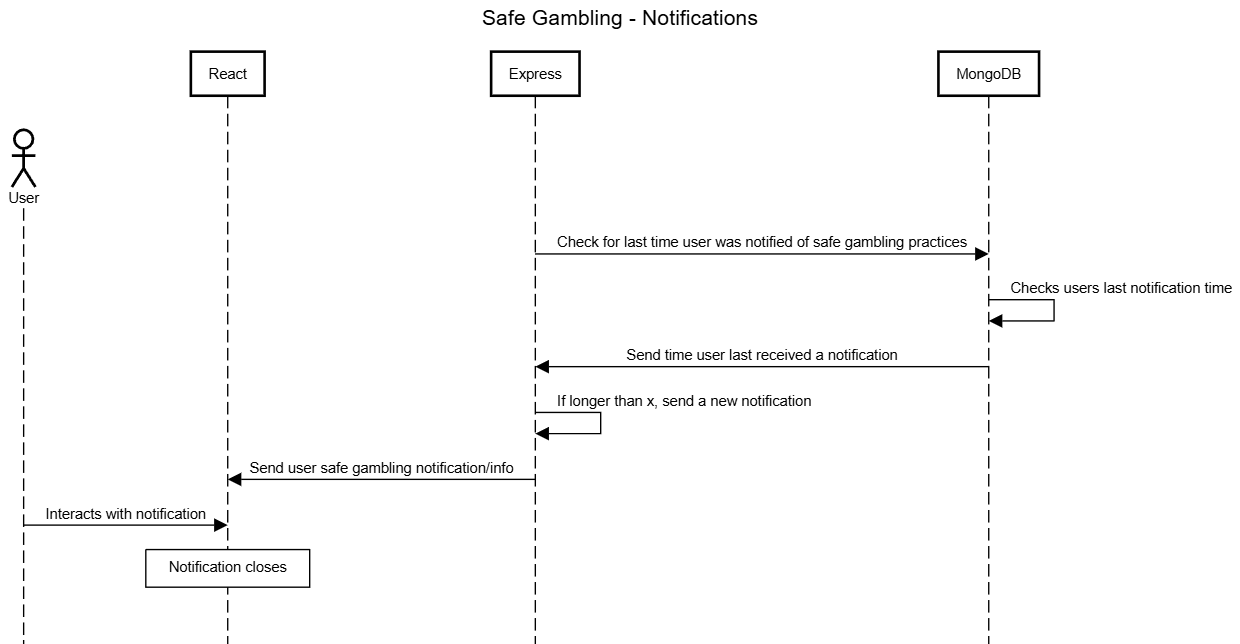 Safe Gambling - Notifications
React
Express
MongoDB
User
Check for last time user was notified of safe gambling practices
Checks users last notification time
Send time user last received a notification
If longer than x, send a new notification
Send user safe gambling notification/info
Interacts with notification
Notification closes